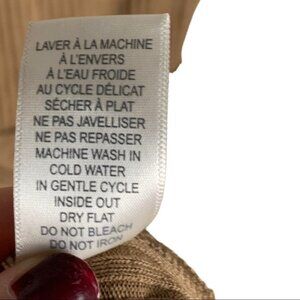 LAVER À LA MACHINE
À L'ENVERS
À L'EAU FROIDE
AU CYCLE DÉLICAT
SÉCHER À PLAT
NE PAS JAVELLISER
NE PAS REPASSER
MACHINE WASH IN
COLD WATER
IN GENTLE CYCLE
INSIDE OUT
DRY FLAT
DO NOT BLEACH
DO NOT IRON